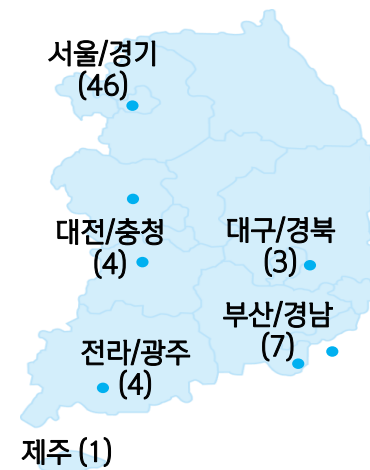 서울/경기
(46)
대전/충청
(4)
대구/경북
(3)
부산/경남
(7)
전라/광주
(4)
제주 (1)